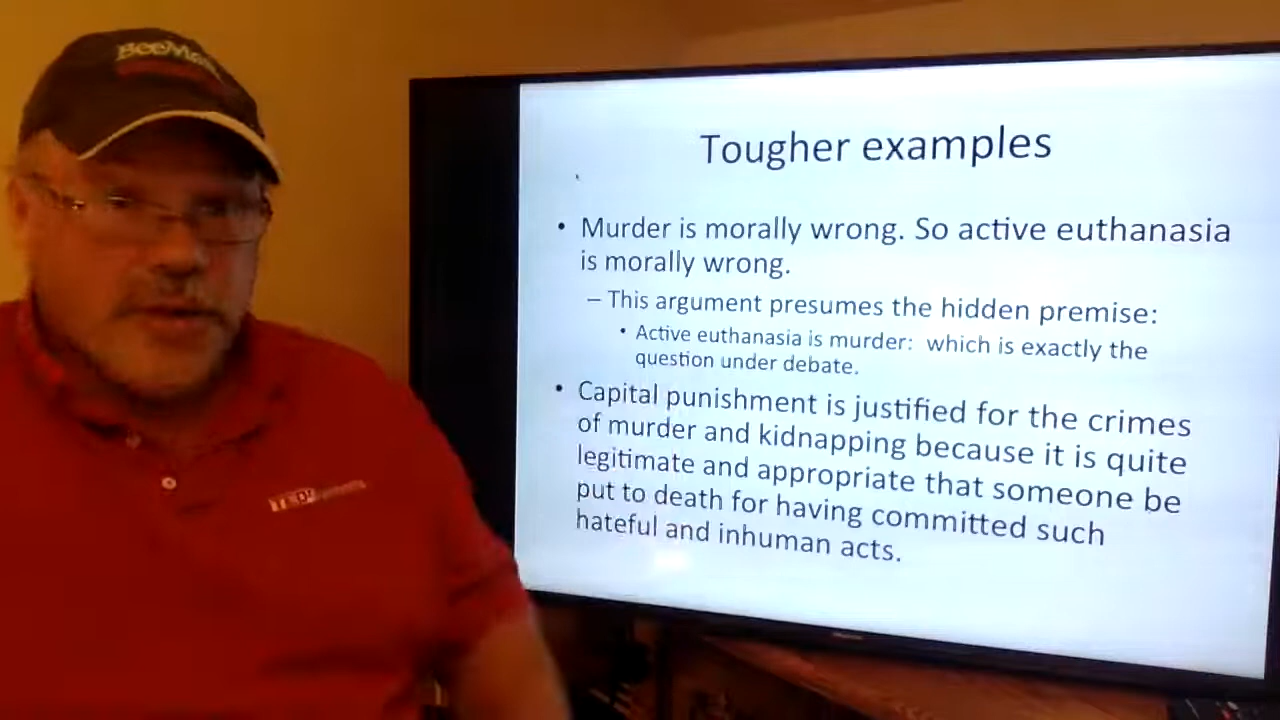 BeeMan
TED
Tougher examples
• Murder is morally wrong. So active euthanasia
is morally wrong.
– This argument presumes the hidden premise:
• Active euthanasia is murder: which is exactly the
question under debate.
• Capital punishment is justified for the crimes
of murder and kidnapping because it is quite
legitimate and appropriate that someone be
put to death for having committed such
hateful and inhuman acts.